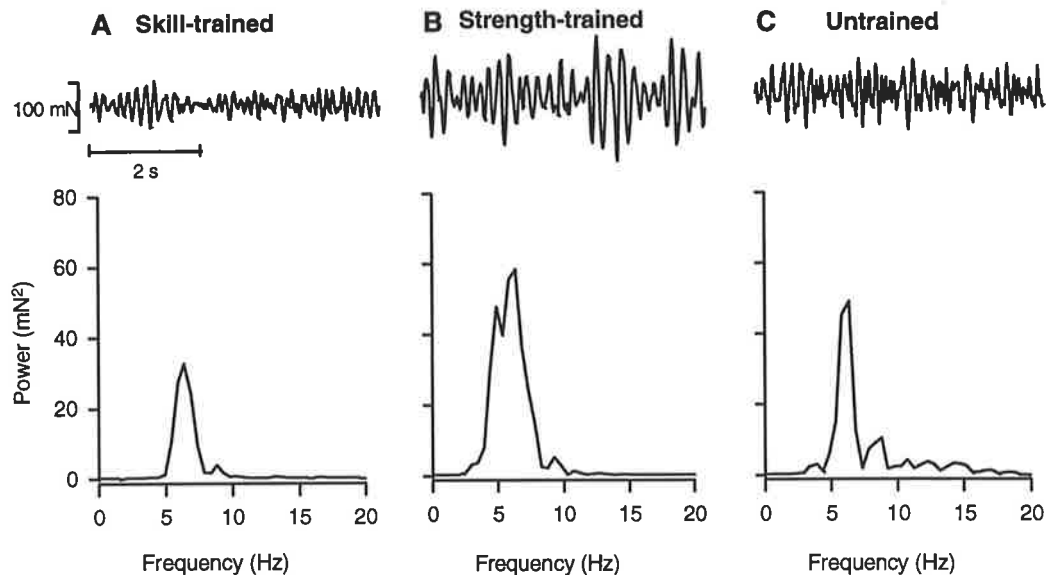 A Skill-trained
B Strength-trained
C Untrained
100 mN
2 s
Power (mN²)
80
60
40
20
0
0 5 10 15 20
Frequency (Hz)
0 5 10 15 20
Frequency (Hz)
0 5 10 15 20
Frequency (Hz)